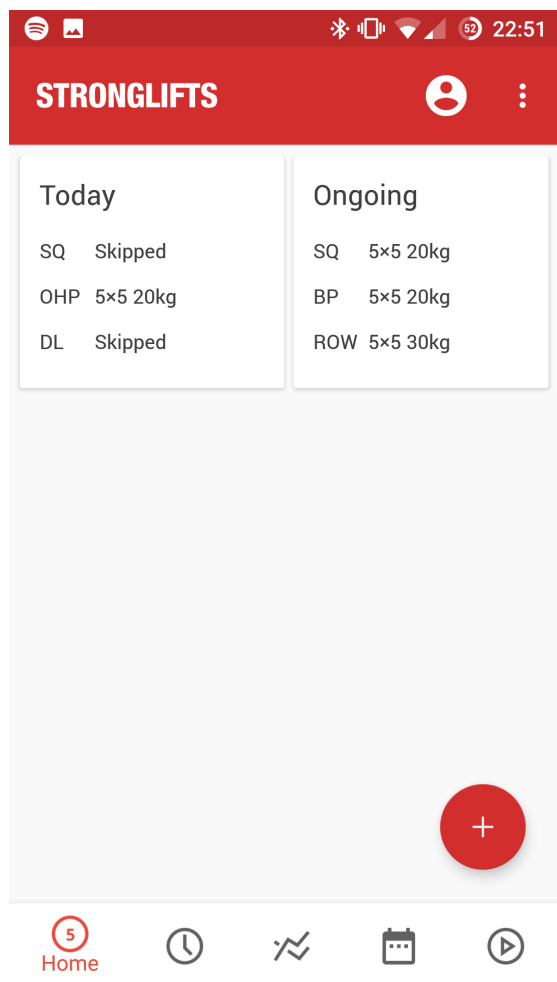 52 22:51
STRONGLIFTS
Today
SQ Skipped
OHP 5×5 20kg
DL Skipped
Ongoing
SQ 5×5 20kg
BP 5×5 20kg
ROW 5×5 30kg
+
5
Home